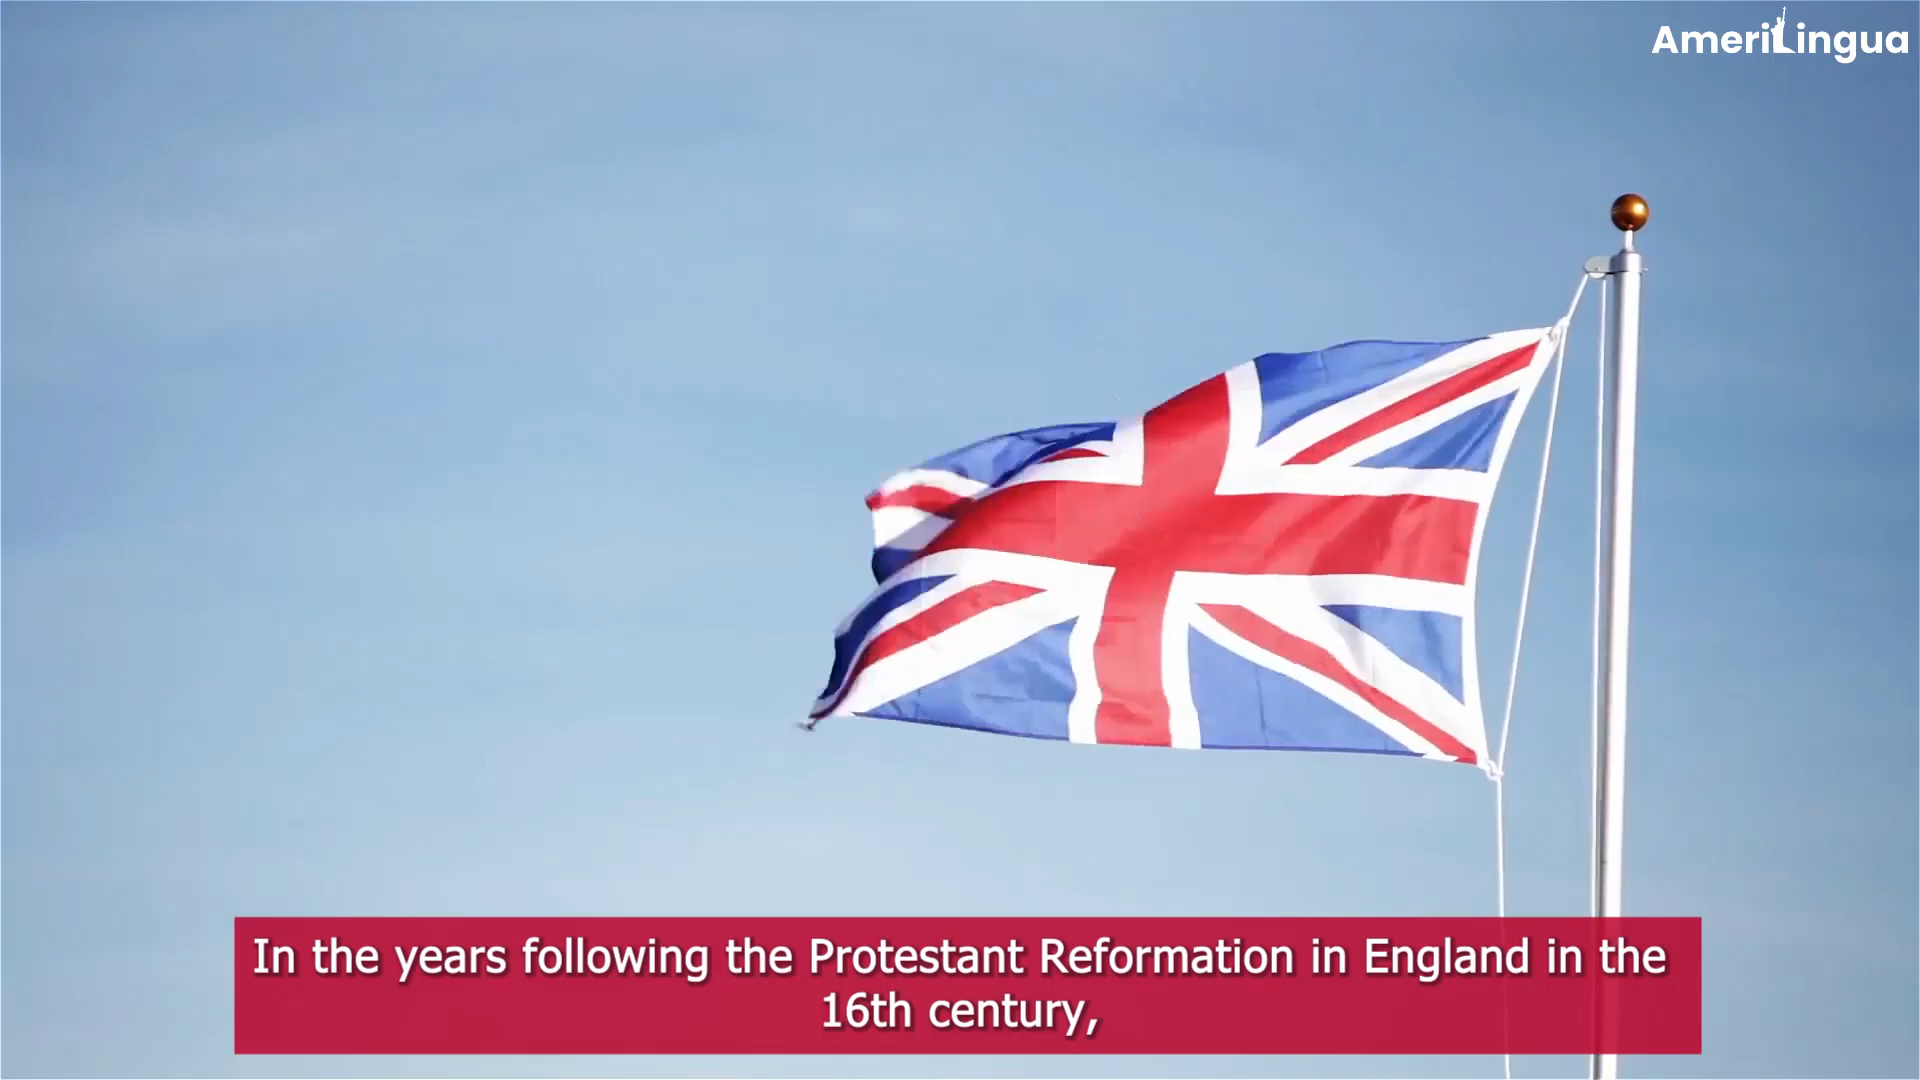 AmeriLingua
In the years following the Protestant Reformation in England in the
16th century,